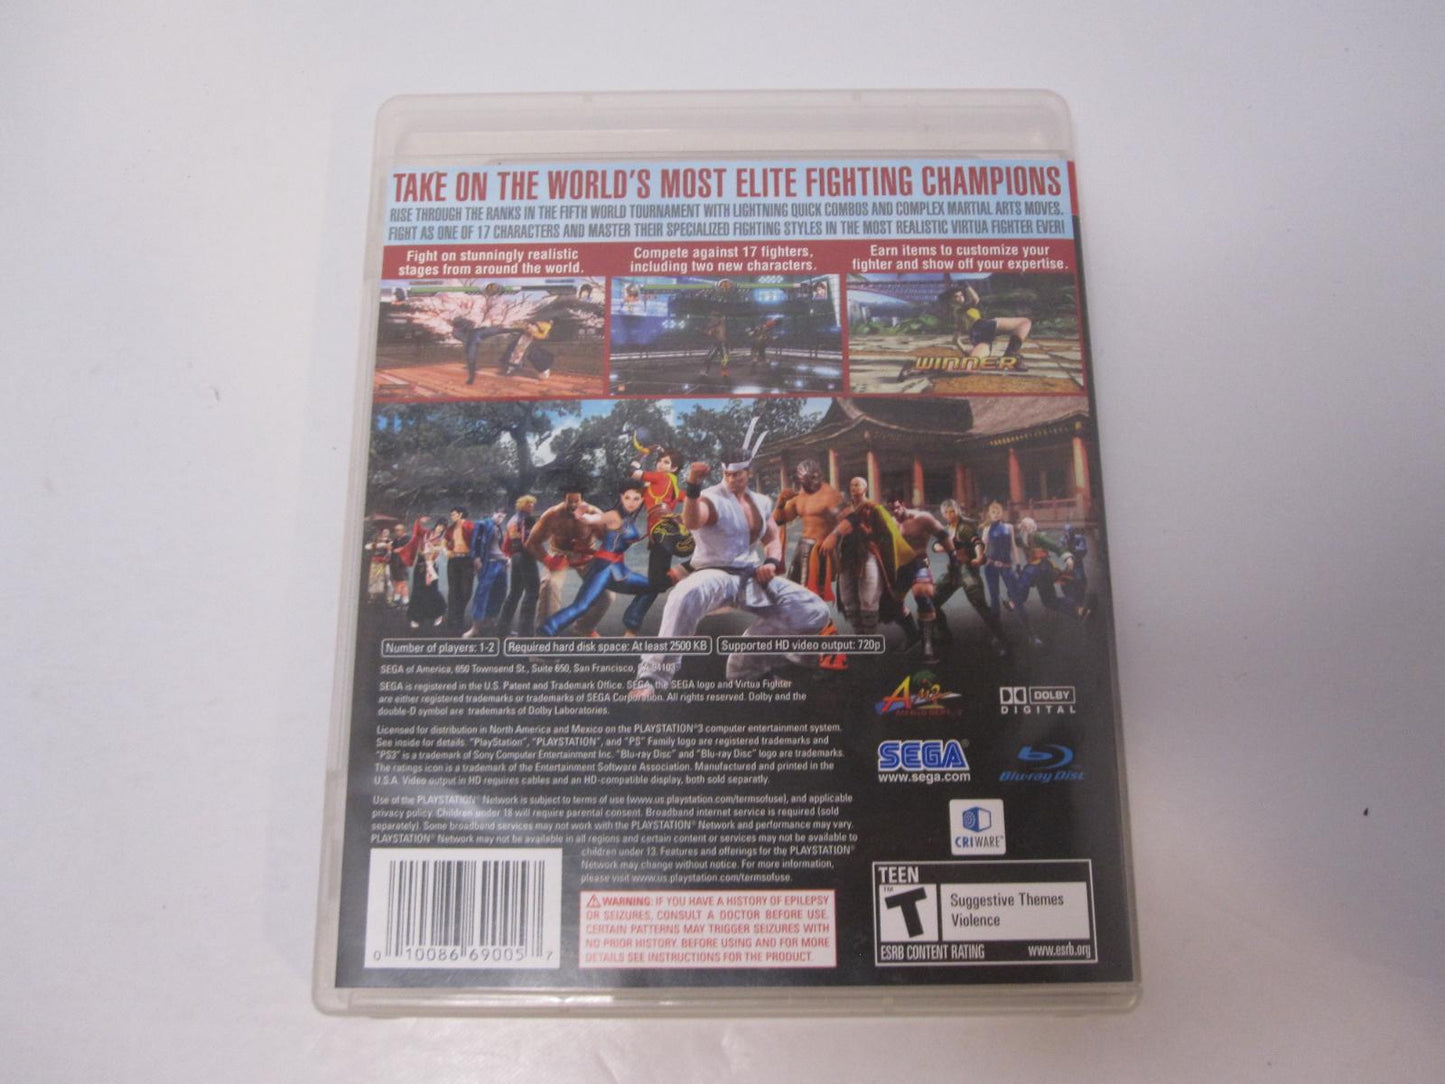 TAKE ON THE WORLD'S MOST ELITE FIGHTING CHAMPIONS
RISE THROUGH THE RANKS IN THE FIFTH WORLD TOURNAMENT WITH LIGHTNING QUICK COMBOS AND COMPLEX MARTIAL ARTS MOVES.
FIGHT AS ONE OF 17 CHARACTERS AND MASTER THEIR SPECIALIZED FIGHTING STYLES IN THE MOST REALISTIC VIRTUA FIGHTER EVER!
Fight on stunningly realistic
stages from around the world.
Compete against 17 fighters,
including two new characters.
Earn items to customize your
fighter and show off your expertise.
WINNER
Number of players: 1-2
Required hard disk space: At least 2500 KB
Supported HD video output: 720p
SEGA of America, 650 Townsend St., Suite 650, San Francisco, CA 94103
SEGA is registered in the U.S. Patent and Trademark Office. SEGA, the SEGA logo and Virtua Fighter
are either registered trademarks or trademarks of SEGA Corporation. All rights reserved. Dolby and the
double-D symbol are trademarks of Dolby Laboratories.
Licensed for distribution in North America and Mexico on the PLAYSTATION®3 computer entertainment system.
See inside for details. "PlayStation", "PLAYSTATION", and "PS" Family logo are registered trademarks and
"PS3" is a trademark of Sony Computer Entertainment Inc. "Blu-ray Disc" and "Blu-ray Disc" logo are trademarks.
The ratings icon is a trademark of the Entertainment Software Association. Manufactured and printed in the
U.S.A. Video output in HD requires cables and an HD-compatible display, both sold separately.
Use of the PLAYSTATION® Network is subject to terms of use (www.us.playstation.com/termsofuse), and applicable
privacy policy. Children under 18 will require parental consent. Broadband internet service is required (sold
separately). Some broadband services may not work with the PLAYSTATION® Network and performance may vary.
PLAYSTATION® Network may not be available in all regions and certain content or services may not be available to
children under 13. Features and offerings for the PLAYSTATION®
Network may change without notice. For more information,
please visit www.us.playstation.com/termsofuse.
AM2
DOLBY
DIGITAL
SEGA®
www.sega.com
Blu-ray Disc
CRIWARE™
0 10086 69005 7
WARNING: IF YOU HAVE A HISTORY OF EPILEPSY
OR SEIZURES, CONSULT A DOCTOR BEFORE USE.
CERTAIN PATTERNS MAY TRIGGER SEIZURES WITH
NO PRIOR HISTORY. BEFORE USING AND FOR MORE
DETAILS SEE INSTRUCTIONS FOR THE PRODUCT.
TEEN
T™
Suggestive Themes
Violence
ESRB CONTENT RATING
www.esrb.org